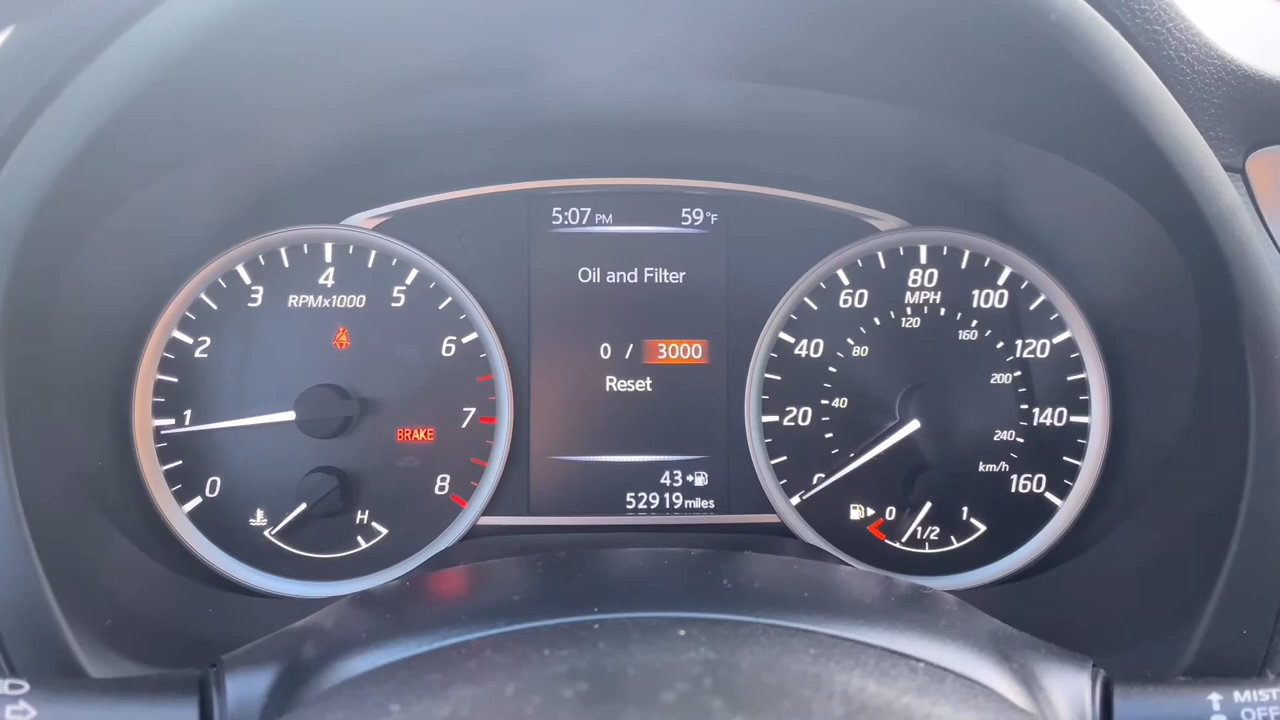 5:07 PM 59°F
Oil and Filter
0 / 3000
Reset
43
52919 miles
0
1
2
3
4
5
6
7
8
RPMx1000
BRAKE
H
20
40
60
80
100
120
140
160
MPH
40
80
120
160
200
240
km/h
0
1/2
1
MIST
OFF